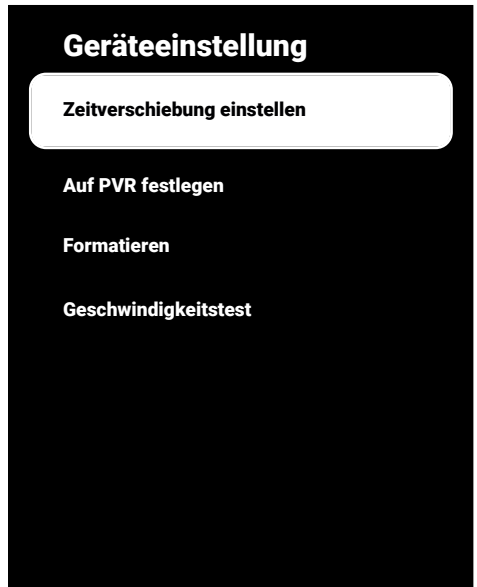 Geräteeinstellung
Zeitverschiebung einstellen
Auf PVR festlegen
Formatieren
Geschwindigkeitstest